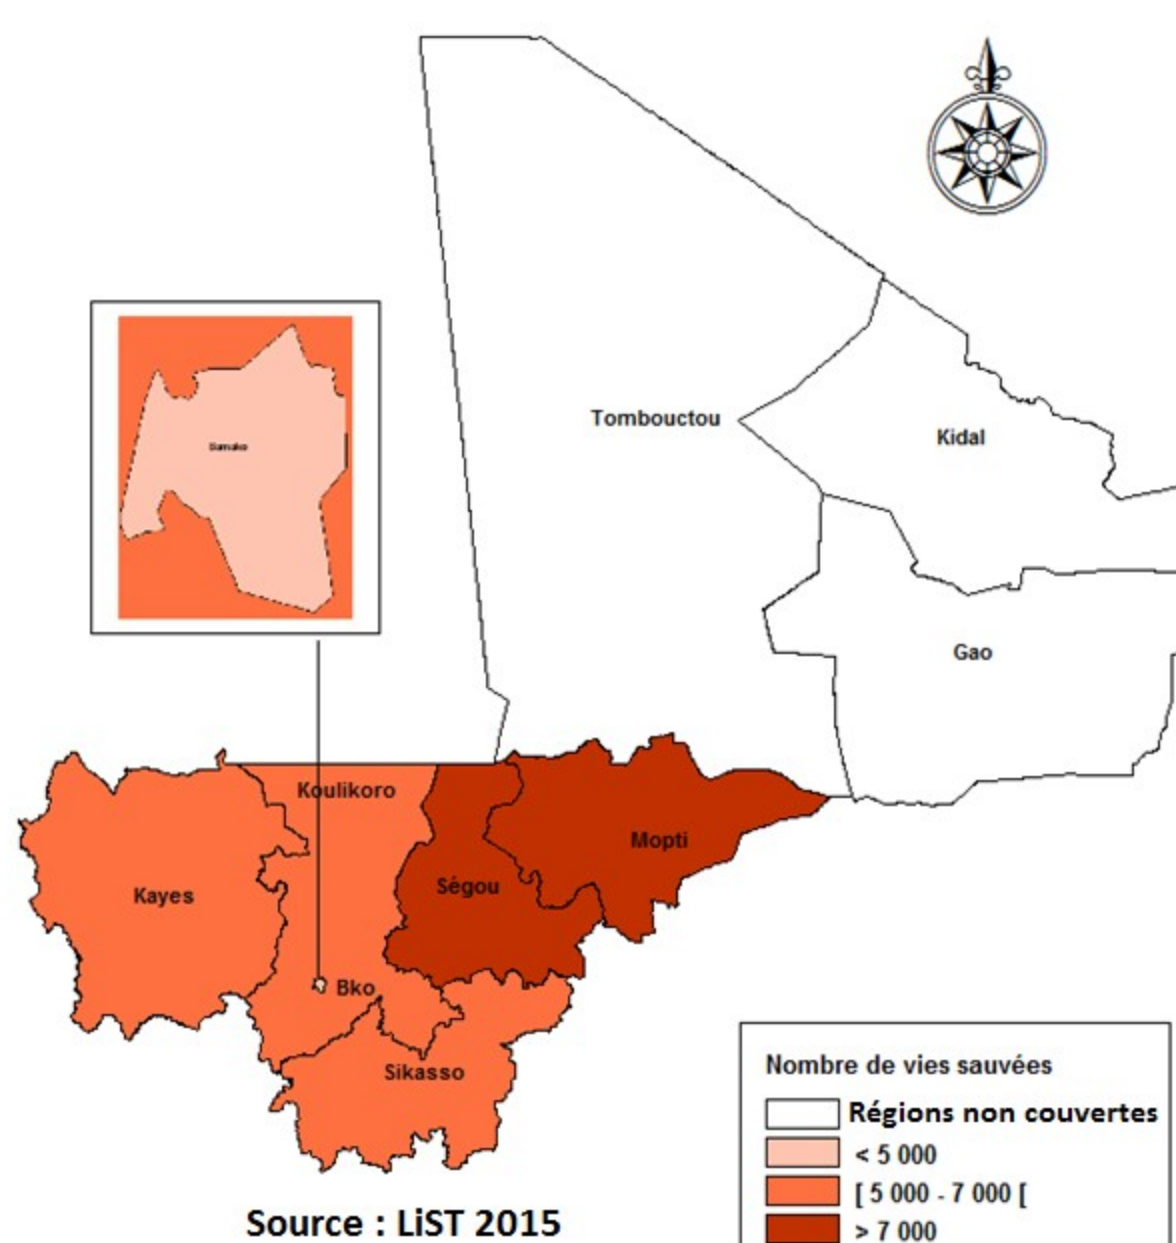 Tombouctou
Kidal
Bamako
Gao
Koulikoro
Mopti
Ségou
Kayes
Bko
Sikasso
Nombre de vies sauvées
Régions non couvertes
< 5 000
[ 5 000 - 7 000 [
> 7 000
Source : LiST 2015